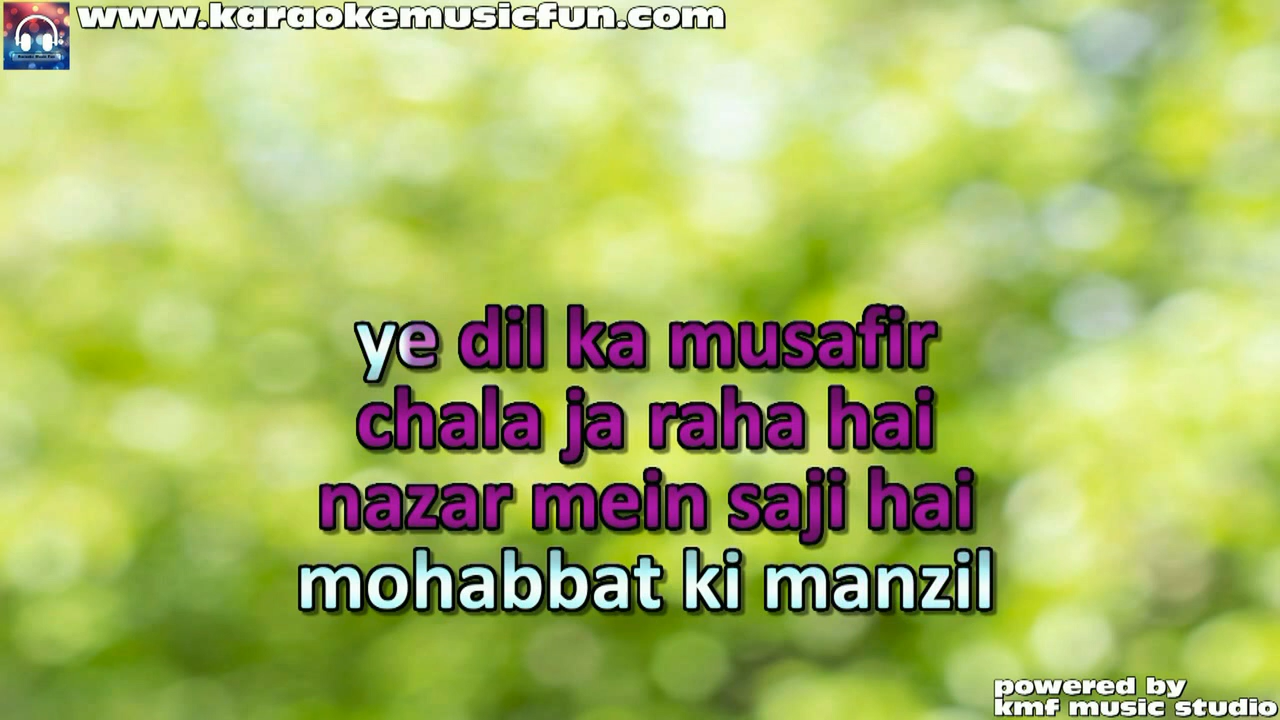 www.karaokemusicfun.com
ye dil ka musafir
chala ja raha hai
nazar mein saji hai
mohabbat ki manzil
powered by
kmf music studio